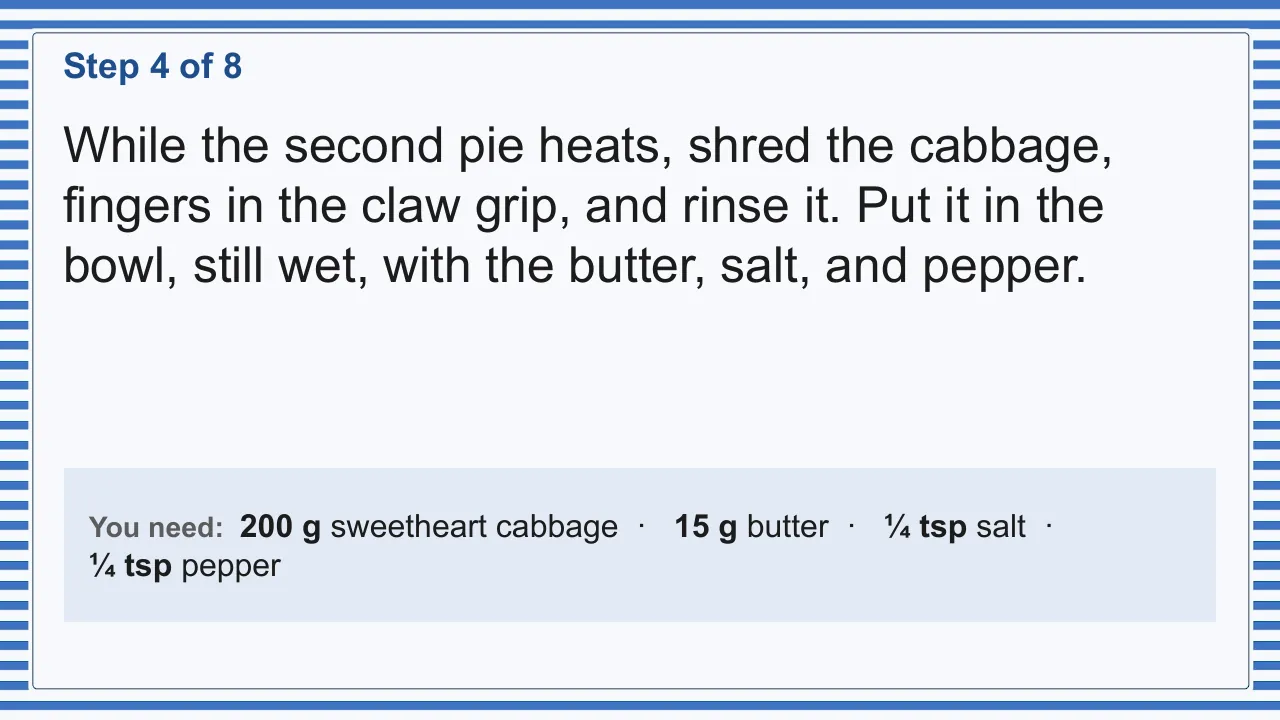 Step 4 of 8
While the second pie heats, shred the cabbage,
fingers in the claw grip, and rinse it. Put it in the
bowl, still wet, with the butter, salt, and pepper.
You need: 200 g sweetheart cabbage · 15 g butter · ¼ tsp salt ·
¼ tsp pepper